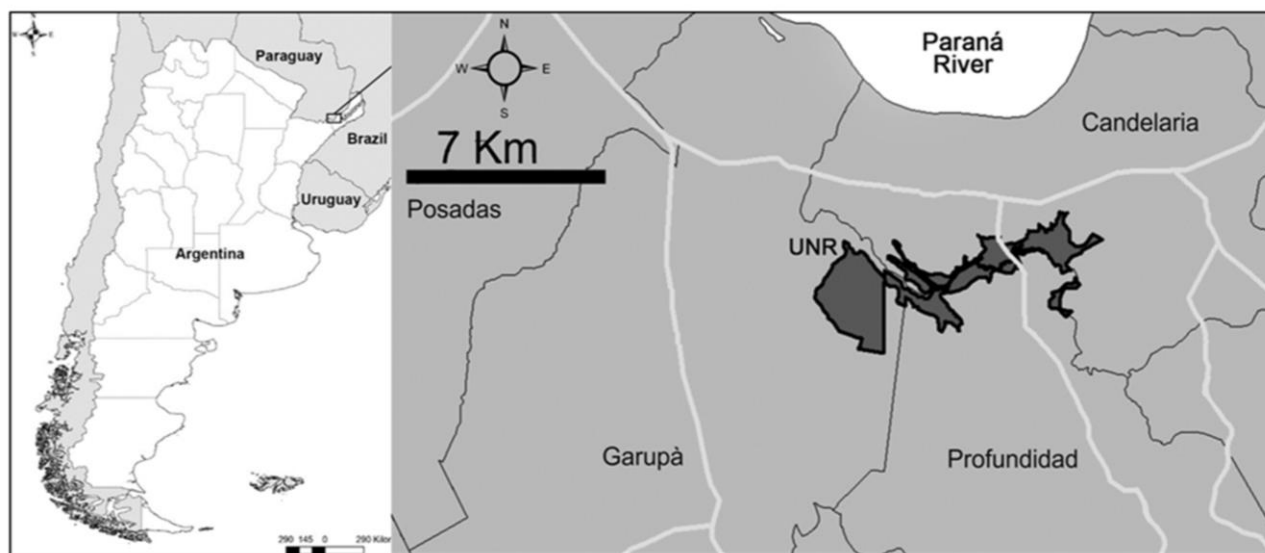 N
W E
S
Paraguay
Brazil
Uruguay
Argentina
290 145 0 290 Kilor
N
W E
S
7 Km
Posadas
Paraná
River
Candelaria
UNR
Garupà
Profundidad